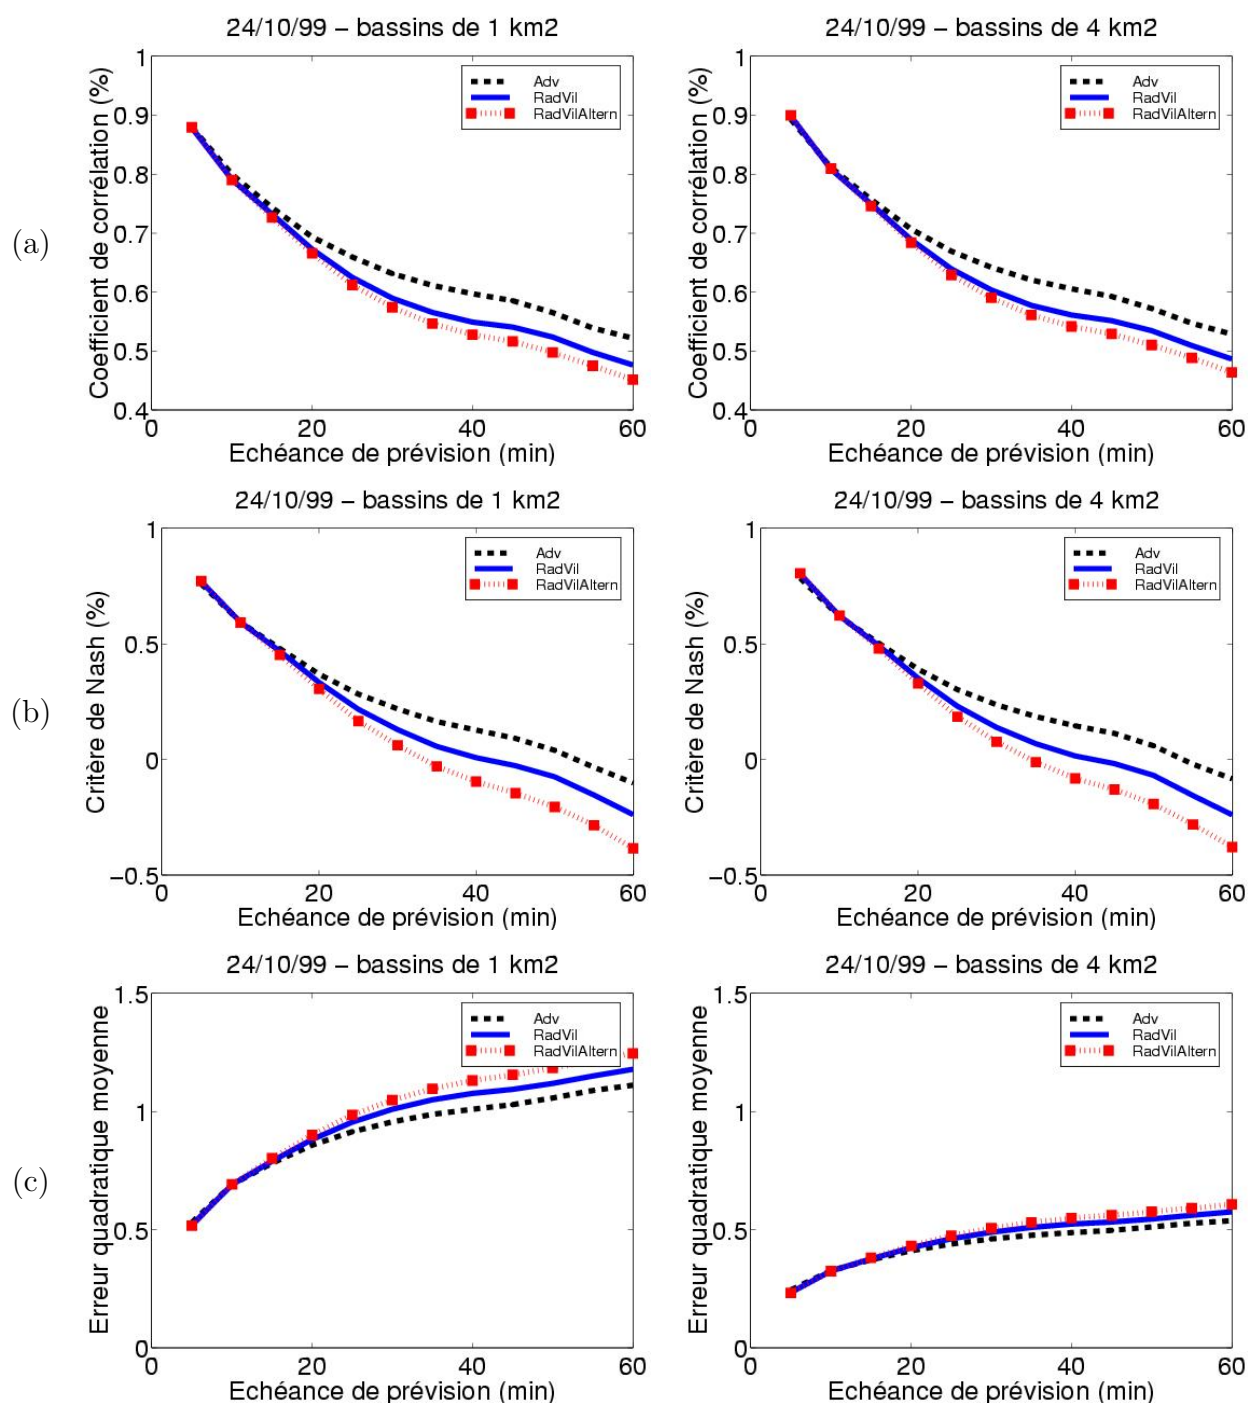 24/10/99 – bassins de 1 km2
24/10/99 – bassins de 4 km2
(a)
Coefficient de corrélation (%)
1
0.9
0.8
0.7
0.6
0.5
0.4
0
20
40
60
Adv
RadVil
RadVilAltern
Echéance de prévision (min)
Coefficient de corrélation (%)
1
0.9
0.8
0.7
0.6
0.5
0.4
0
20
40
60
Adv
RadVil
RadVilAltern
Echéance de prévision (min)
24/10/99 – bassins de 1 km2
24/10/99 – bassins de 4 km2
(b)
Critère de Nash (%)
1
0.5
0
–0.5
0
20
40
60
Adv
RadVil
RadVilAltern
Echéance de prévision (min)
Critère de Nash (%)
1
0.5
0
–0.5
0
20
40
60
Adv
RadVil
RadVilAltern
Echéance de prévision (min)
24/10/99 – bassins de 1 km2
24/10/99 – bassins de 4 km2
(c)
Erreur quadratique moyenne
1.5
1
0.5
0
0
20
40
60
Adv
RadVil
RadVilAltern
Echéance de prévision (min)
Erreur quadratique moyenne
1.5
1
0.5
0
0
20
40
60
Adv
RadVil
RadVilAltern
Echéance de prévision (min)